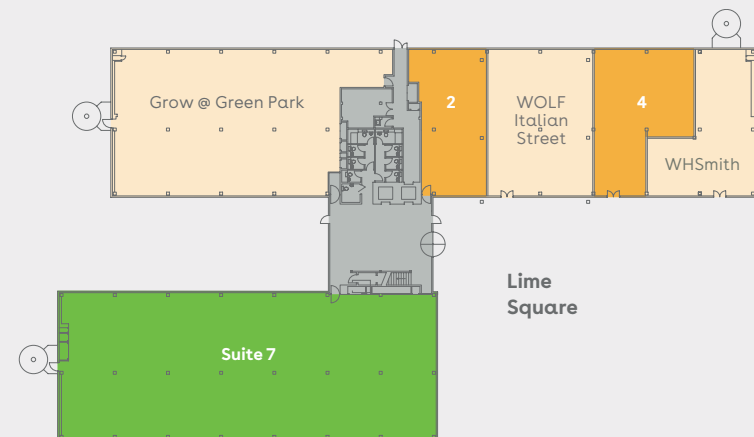 Grow @ Green Park
2
WOLF
Italian
Street
4
WHSmith
Lime
Square
Suite 7